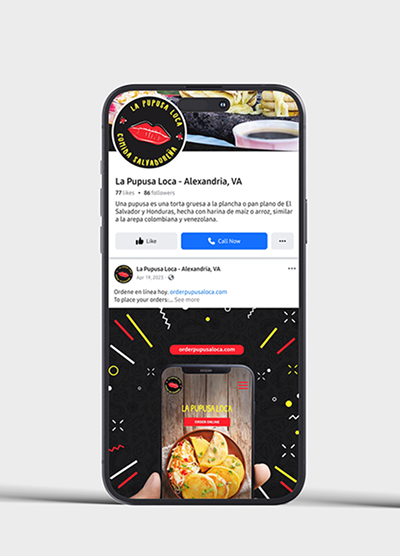 LA PUPUSA LOCA
COMIDA SALVADOREÑA
La Pupusa Loca - Alexandria, VA
77 likes • 86 followers
Una pupusa es una torta gruesa a la plancha o pan plano de El
Salvador y Honduras, hecha con harina de maíz o arroz, similar
a la arepa colombiana y venezolana.
Like
Call Now
La Pupusa Loca - Alexandria, VA
Apr 19, 2023
Ordene en línea hoy. orderpupusaloca.com
To place your orders:... See more
orderpupusaloca.com
LA PUPUSA LOCA
ORDER ONLINE